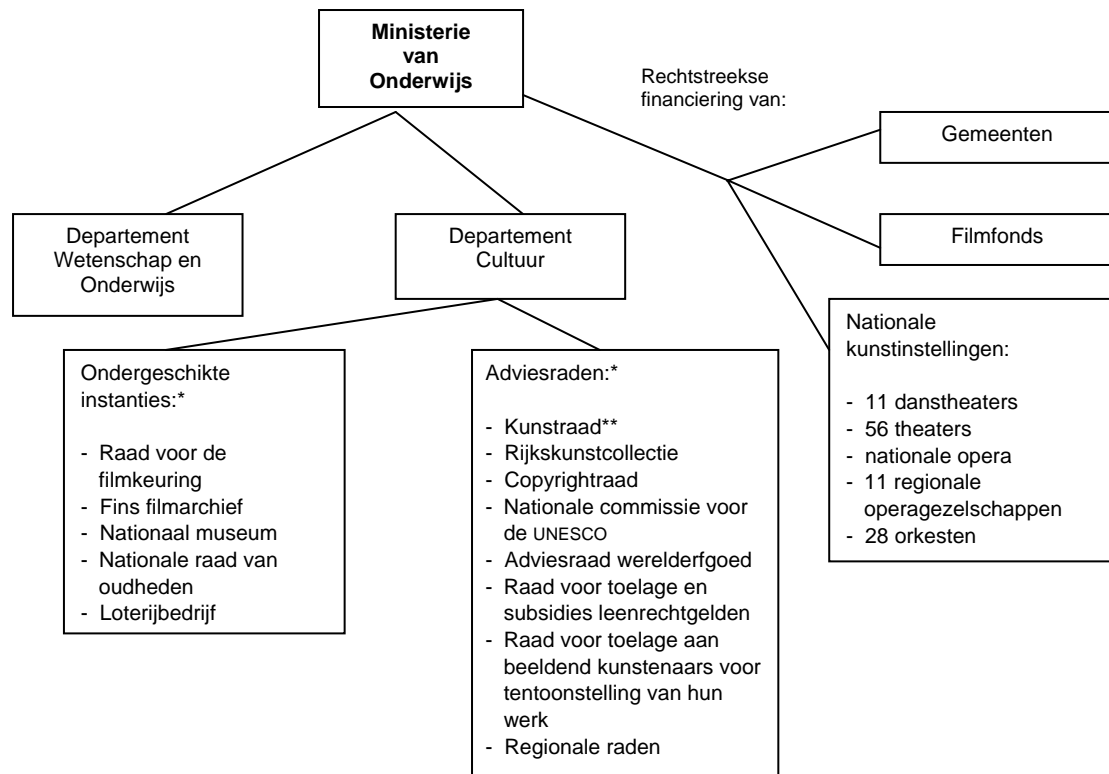 Ministerie
van
Onderwijs
Rechtstreekse
financiering van:
Gemeenten
Filmfonds
Departement
Wetenschap en
Onderwijs
Departement
Cultuur
Nationale
kunstinstellingen:
- 11 danstheaters
- 56 theaters
- nationale opera
- 11 regionale
operagezelschappen
- 28 orkesten
Ondergeschikte
instanties:*
- Raad voor de
filmkeuring
- Fins filmarchief
- Nationaal museum
- Nationale raad van
oudheden
- Loterijbedrijf
Adviesraden:*
- Kunstraad**
- Rijkskunstcollectie
- Copyrightraad
- Nationale commissie voor
de UNESCO
- Adviesraad werelderfgoed
- Raad voor toelage en
subsidies leenrechtgelden
- Raad voor toelage aan
beeldend kunstenaars voor
tentoonstelling van hun
werk
- Regionale raden